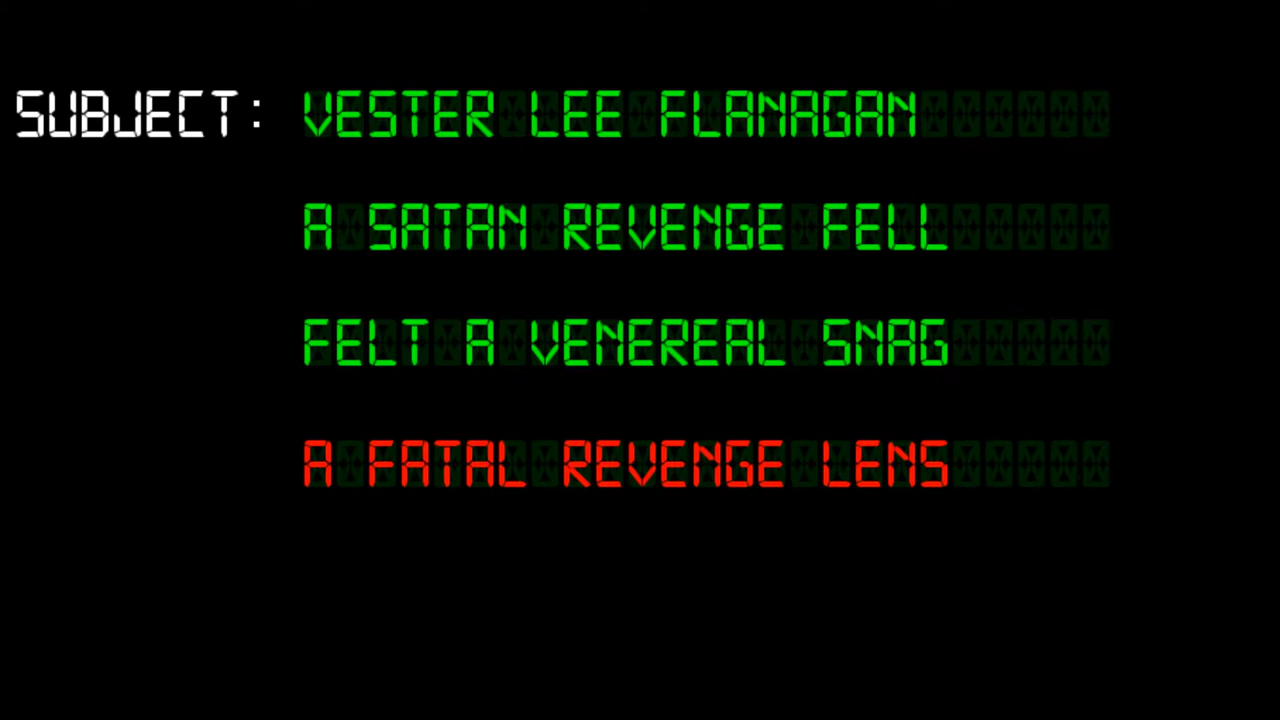 SUBJECT: VESTER LEE FLANAGAN
A SATAN REVENGE FELL
FELT A VENEREAL SNAG
A FATAL REVENGE LENS